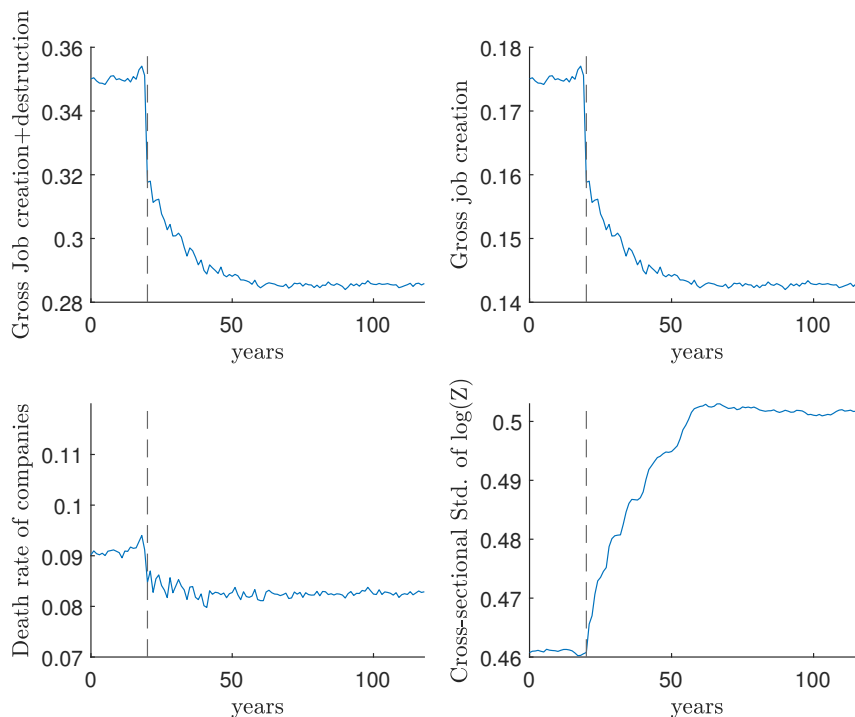 Gross Job creation+destruction
0.36
0.34
0.32
0.3
0.28
0 50 100
years
Gross job creation
0.18
0.17
0.16
0.15
0.14
0 50 100
years
Death rate of companies
0.11
0.1
0.09
0.08
0.07
0 50 100
years
Cross-sectional Std. of log(Z)
0.5
0.49
0.48
0.47
0.46
0 50 100
years